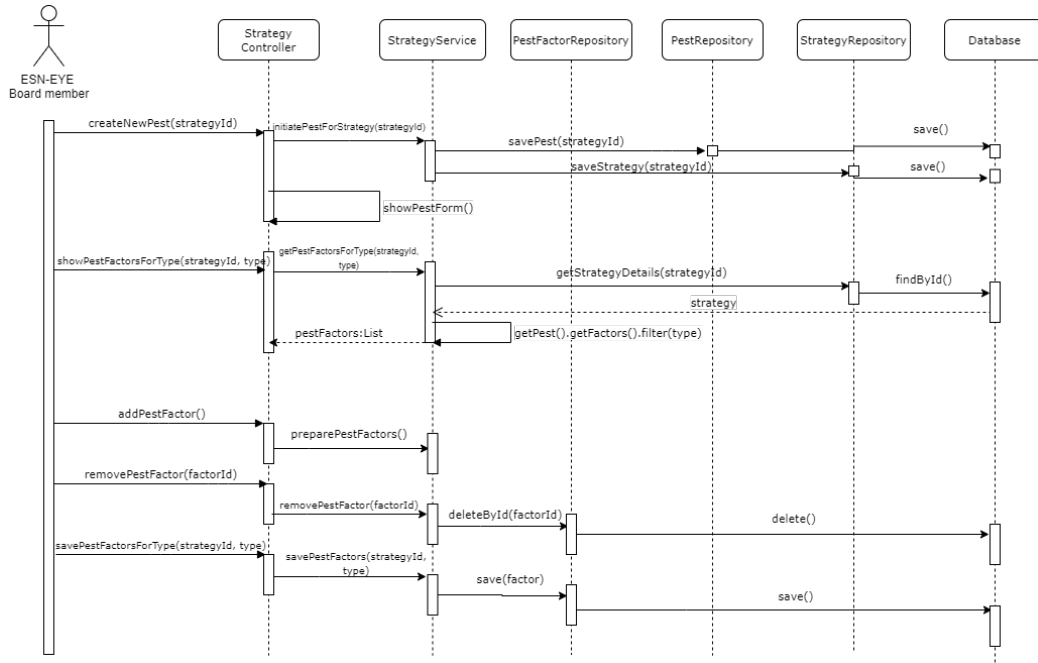 Strategy
Controller
StrategyService
PestFactorRepository
PestRepository
StrategyRepository
Database
ESN-EYE
Board member
createNewPest(strategyId)
initiatePestForStrategy(strategyId)
savePest(strategyId)
save()
saveStrategy(strategyId)
save()
showPestForm()
showPestFactorsForType(strategyId, type)
getPestFactorsForType(strategyId,
type)
getStrategyDetails(strategyId)
findById()
strategy
pestFactors:List
getPest().getFactors().filter(type)
addPestFactor()
preparePestFactors()
removePestFactor(factorId)
removePestFactor(factorId)
deleteById(factorId)
delete()
savePestFactorsForType(strategyId, type)
savePestFactors(strategyId,
type)
save(factor)
save()